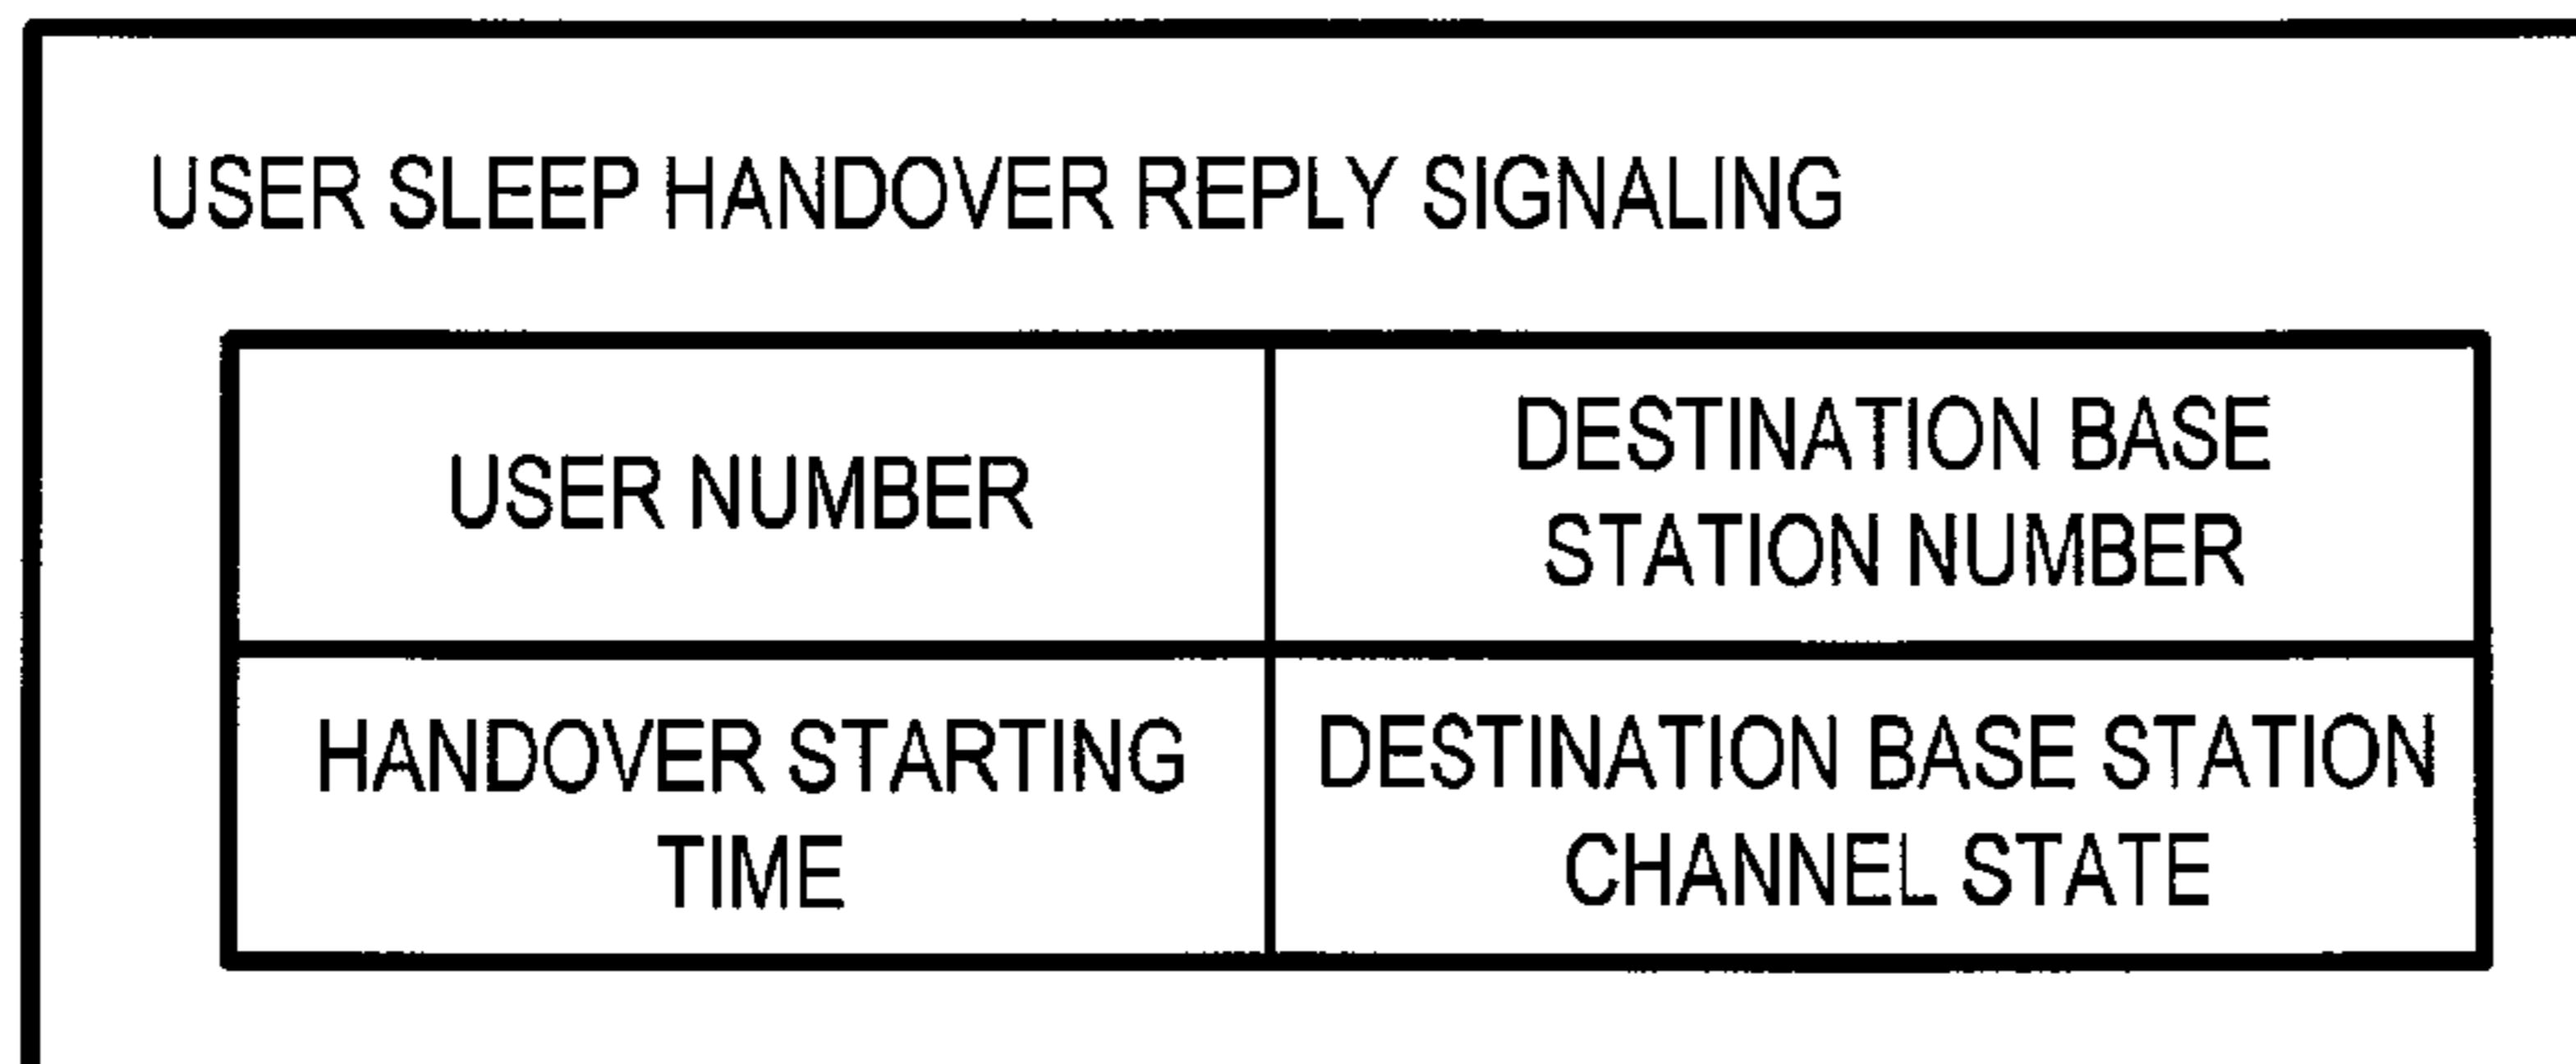 USER SLEEP HANDOVER REPLY SIGNALING
USER NUMBER
DESTINATION BASE
STATION NUMBER
HANDOVER STARTING
TIME
DESTINATION BASE STATION
CHANNEL STATE